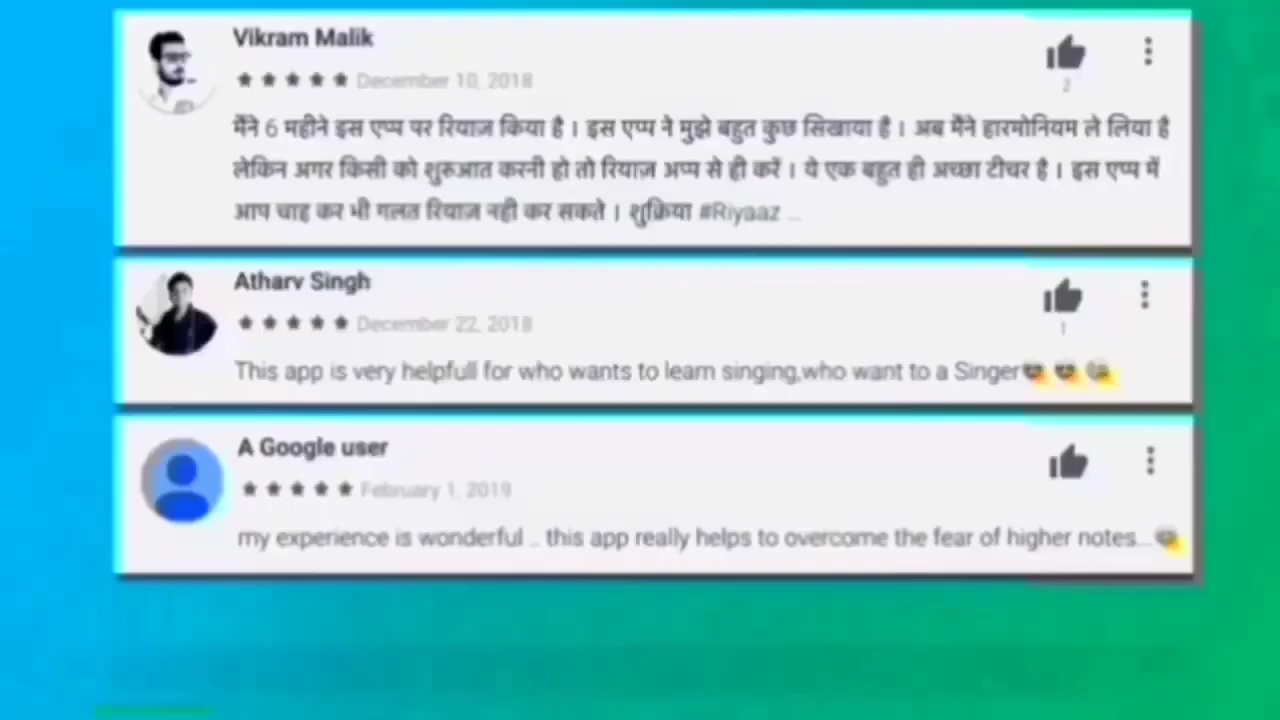 Vikram Malik
December 10, 2018
2
मैंने 6 महीने इस एप्प पर रियाज़ किया है । इस एप्प ने मुझे बहुत कुछ सिखाया है । अब मैंने हारमोनियम ले लिया है
लेकिन अगर किसी को शुरूआत करनी हो तो रियाज़ अप्प से ही करें । ये एक बहुत ही अच्छा टीचर है । इस एप्प में
आप चाह कर भी गलत रियाज़ नही कर सकते । शुक्रिया #Riyaaz ...
Atharv Singh
December 22, 2018
1
This app is very helpfull for who wants to learn singing,who want to a Singer
A Google user
February 1, 2019
my experience is wonderful .. this app really helps to overcome the fear of higher notes...